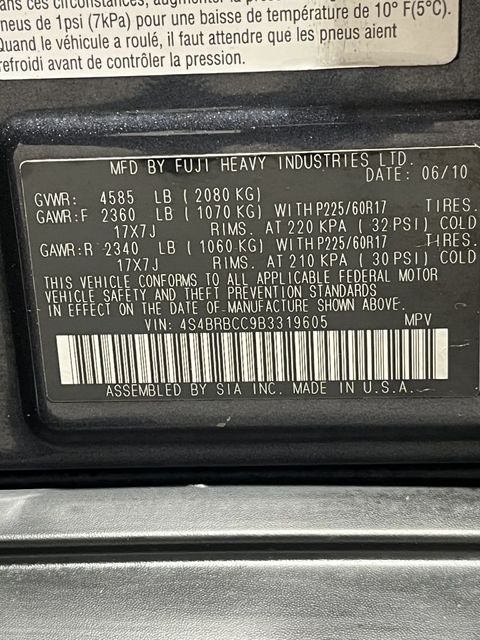 ans ces circonstances, augmenter la
pneus de 1psi (7kPa) pour une baisse de température de 10° F(5°C).
Quand le véhicule a roulé, il faut attendre que les pneus aient
refroidi avant de contrôler la pression.
MFD BY FUJI HEAVY INDUSTRIES LTD.
DATE: 06/10
GVWR: 4585 LB ( 2080 KG)
GAWR:F 2360 LB ( 1070 KG) WITH P225/60R17 TIRES.
17X7J RIMS. AT 220 KPA ( 32 PSI) COLD
GAWR:R 2340 LB ( 1060 KG) WITH P225/60R17 TIRES.
17X7J RIMS. AT 210 KPA ( 30 PSI) COLD
THIS VEHICLE CONFORMS TO ALL APPLICABLE FEDERAL MOTOR
VEHICLE SAFETY AND THEFT PREVENTION STANDARDS
IN EFFECT ON THE DATE OF MANUFACTURE SHOWN ABOVE.
VIN: 4S4BRBCC9B3319605 MPV
ASSEMBLED BY SIA INC. MADE IN U.S.A.